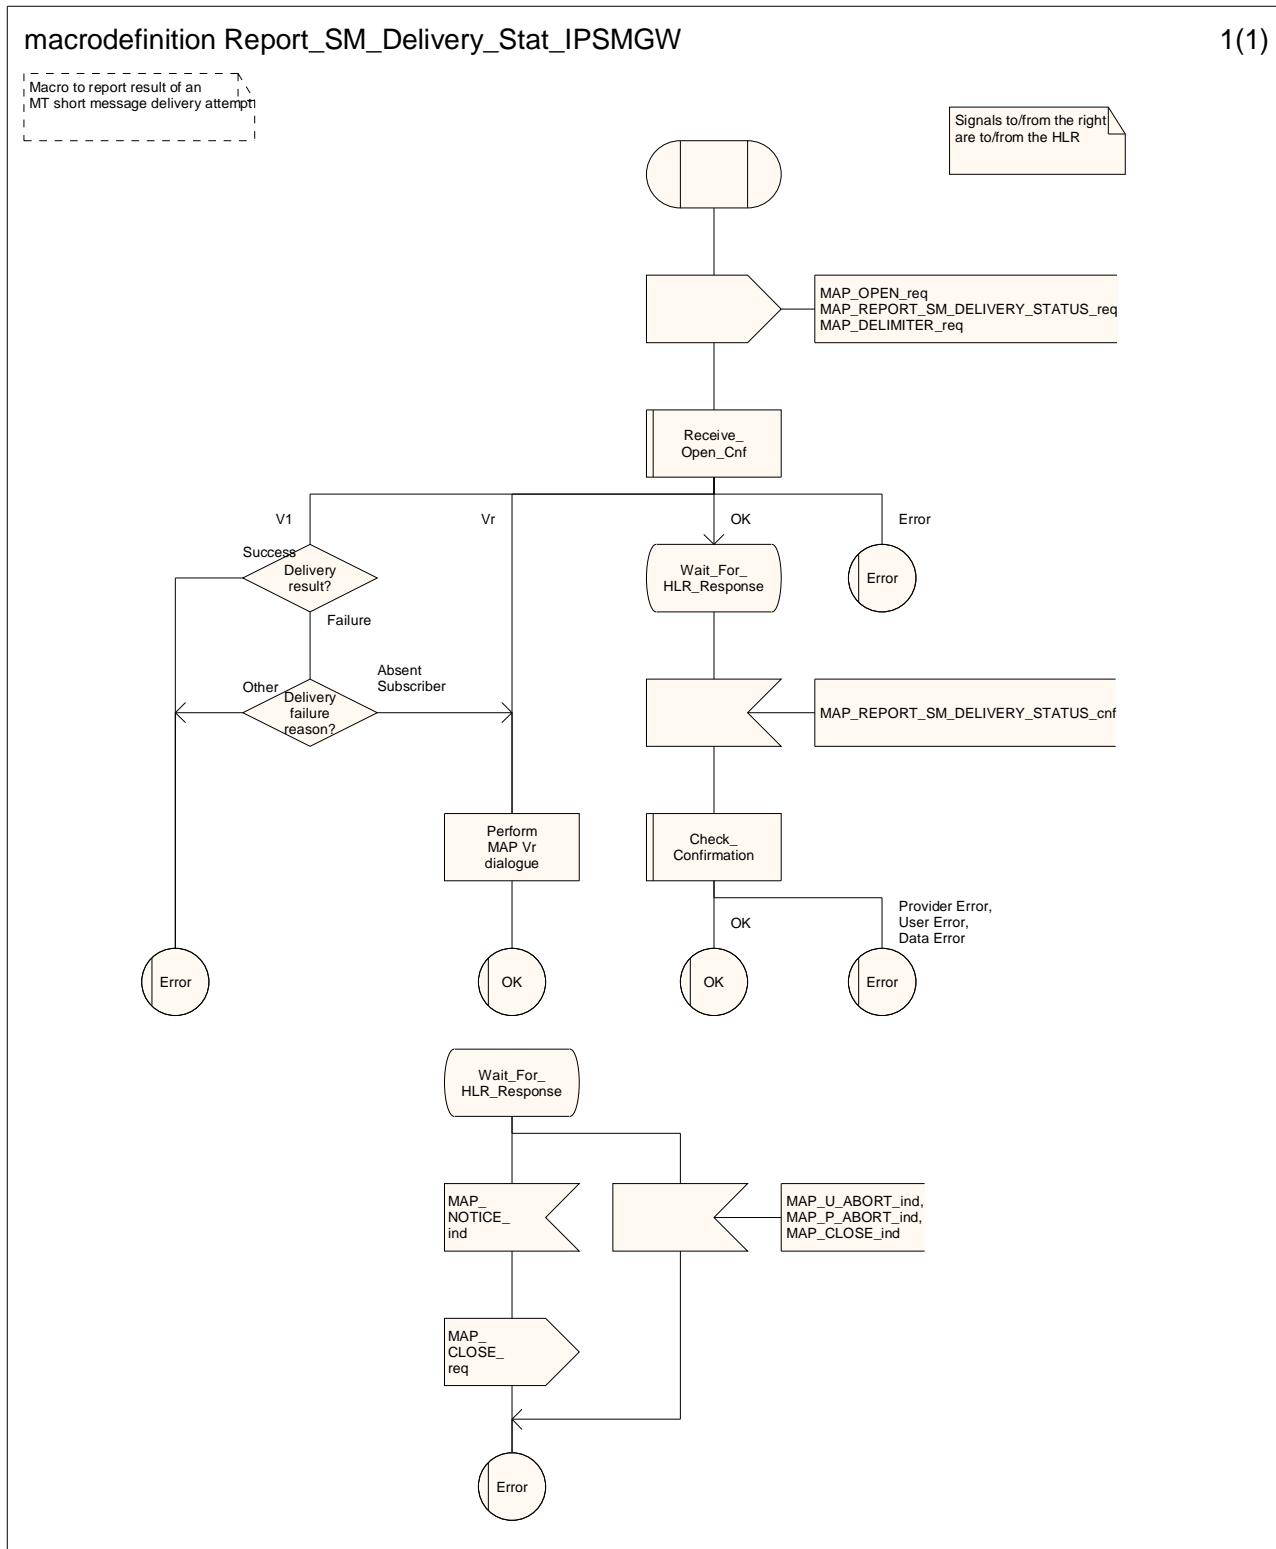 macrodefinition Report_SM_Delivery_Stat_IPSMGW
1(1)
Macro to report result of an
MT short message delivery attempt
Signals to/from the right
are to/from the HLR
MAP_OPEN_req
MAP_REPORT_SM_DELIVERY_STATUS_req
MAP_DELIMITER_req
Receive_
Open_Cnf
V1
Vr
OK
Error
Success
Delivery
result?
Wait_For_
HLR_Response
Error
Failure
Absent
Subscriber
Other
Delivery
failure
reason?
MAP_REPORT_SM_DELIVERY_STATUS_cnf
Perform
MAP Vr
dialogue
Check_
Confirmation
OK
Provider Error,
User Error,
Data Error
Error
OK
OK
Error
Wait_For_
HLR_Response
MAP_
NOTICE_
ind
MAP_U_ABORT_ind,
MAP_P_ABORT_ind,
MAP_CLOSE_ind
MAP_
CLOSE_
req
Error